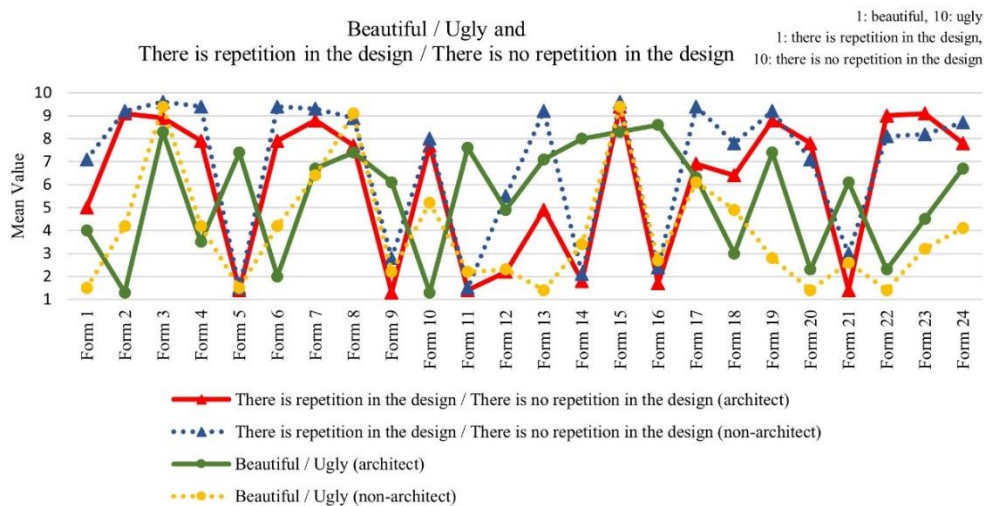 Beautiful / Ugly and
There is repetition in the design / There is no repetition in the design
1: beautiful, 10: ugly
1: there is repetition in the design,
10: there is no repetition in the design
Mean Value
10
9
8
7
6
5
4
3
2
1
Form 1
Form 2
Form 3
Form 4
Form 5
Form 6
Form 7
Form 8
Form 9
Form 10
Form 11
Form 12
Form 13
Form 14
Form 15
Form 16
Form 17
Form 18
Form 19
Form 20
Form 21
Form 22
Form 23
Form 24
There is repetition in the design / There is no repetition in the design (architect)
There is repetition in the design / There is no repetition in the design (non-architect)
Beautiful / Ugly (architect)
Beautiful / Ugly (non-architect)